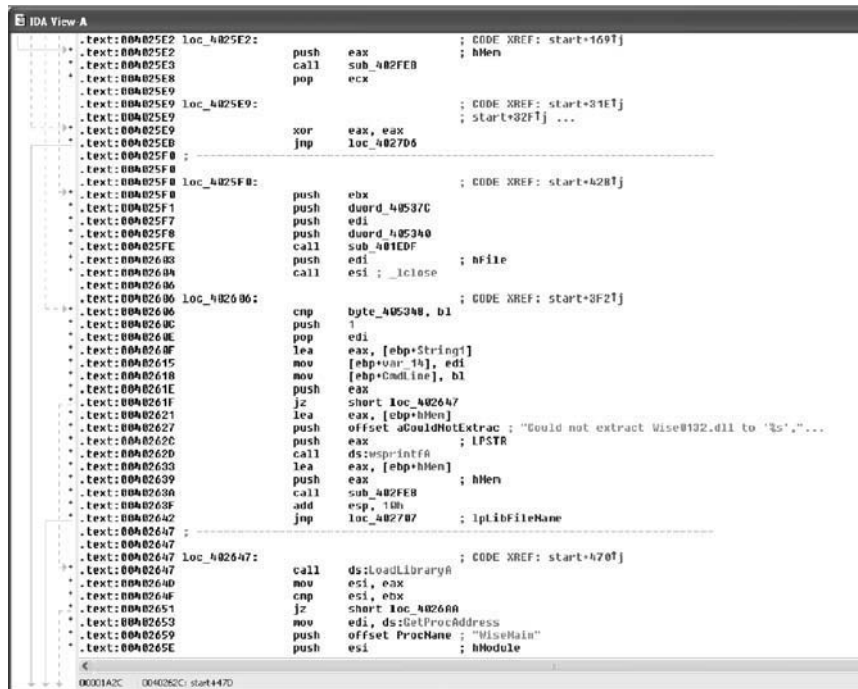 IDA View-A
.text:004025E2 loc_4025E2: ; CODE XREF: start+169↑j
.text:004025E2 push eax ; hMem
.text:004025E3 call sub_402FE8
.text:004025E8 pop ecx
.text:004025E9
.text:004025E9 loc_4025E9: ; CODE XREF: start+31E↑j
.text:004025E9 ; start+32F↑j ...
.text:004025E9 xor eax, eax
.text:004025EB jmp loc_4027D6
.text:004025F0 ; ---------------------------------------------------------------------------
.text:004025F0
.text:004025F0 loc_4025F0: ; CODE XREF: start+428↑j
.text:004025F0 push ebx
.text:004025F1 push dword_40537C
.text:004025F7 push edi
.text:004025F8 push dword_405340
.text:004025FE call sub_401EDF
.text:00402603 push edi ; hFile
.text:00402604 call esi ; _lclose
.text:00402606
.text:00402606 loc_402606: ; CODE XREF: start+3F2↑j
.text:00402606 cmp byte_405348, bl
.text:0040260C push 1
.text:0040260E pop edi
.text:0040260F lea eax, [ebp+String1]
.text:00402615 mov [ebp+var_14], edi
.text:00402618 mov [ebp+CmdLine], bl
.text:0040261E push eax
.text:0040261F jz short loc_402647
.text:00402621 lea eax, [ebp+hMem]
.text:00402627 push offset aCouldNotExtrac ; "Could not extract Wise0132.dll to '%s',"...
.text:0040262C push eax ; LPSTR
.text:0040262D call ds:wsprintfA
.text:00402633 lea eax, [ebp+hMem]
.text:00402639 push eax ; hMem
.text:0040263A call sub_402FE8
.text:0040263F add esp, 10h
.text:00402642 jmp loc_402707 ; lpLibFileName
.text:00402647 ; ---------------------------------------------------------------------------
.text:00402647
.text:00402647 loc_402647: ; CODE XREF: start+470↑j
.text:00402647 call ds:LoadLibraryA
.text:0040264D mov esi, eax
.text:0040264F cmp esi, ebx
.text:00402651 jz short loc_4026AA
.text:00402653 mov edi, ds:GetProcAddress
.text:00402659 push offset ProcName ; "WiseMain"
.text:0040265E push esi ; hModule
00001A2C 0040262C: start+47D